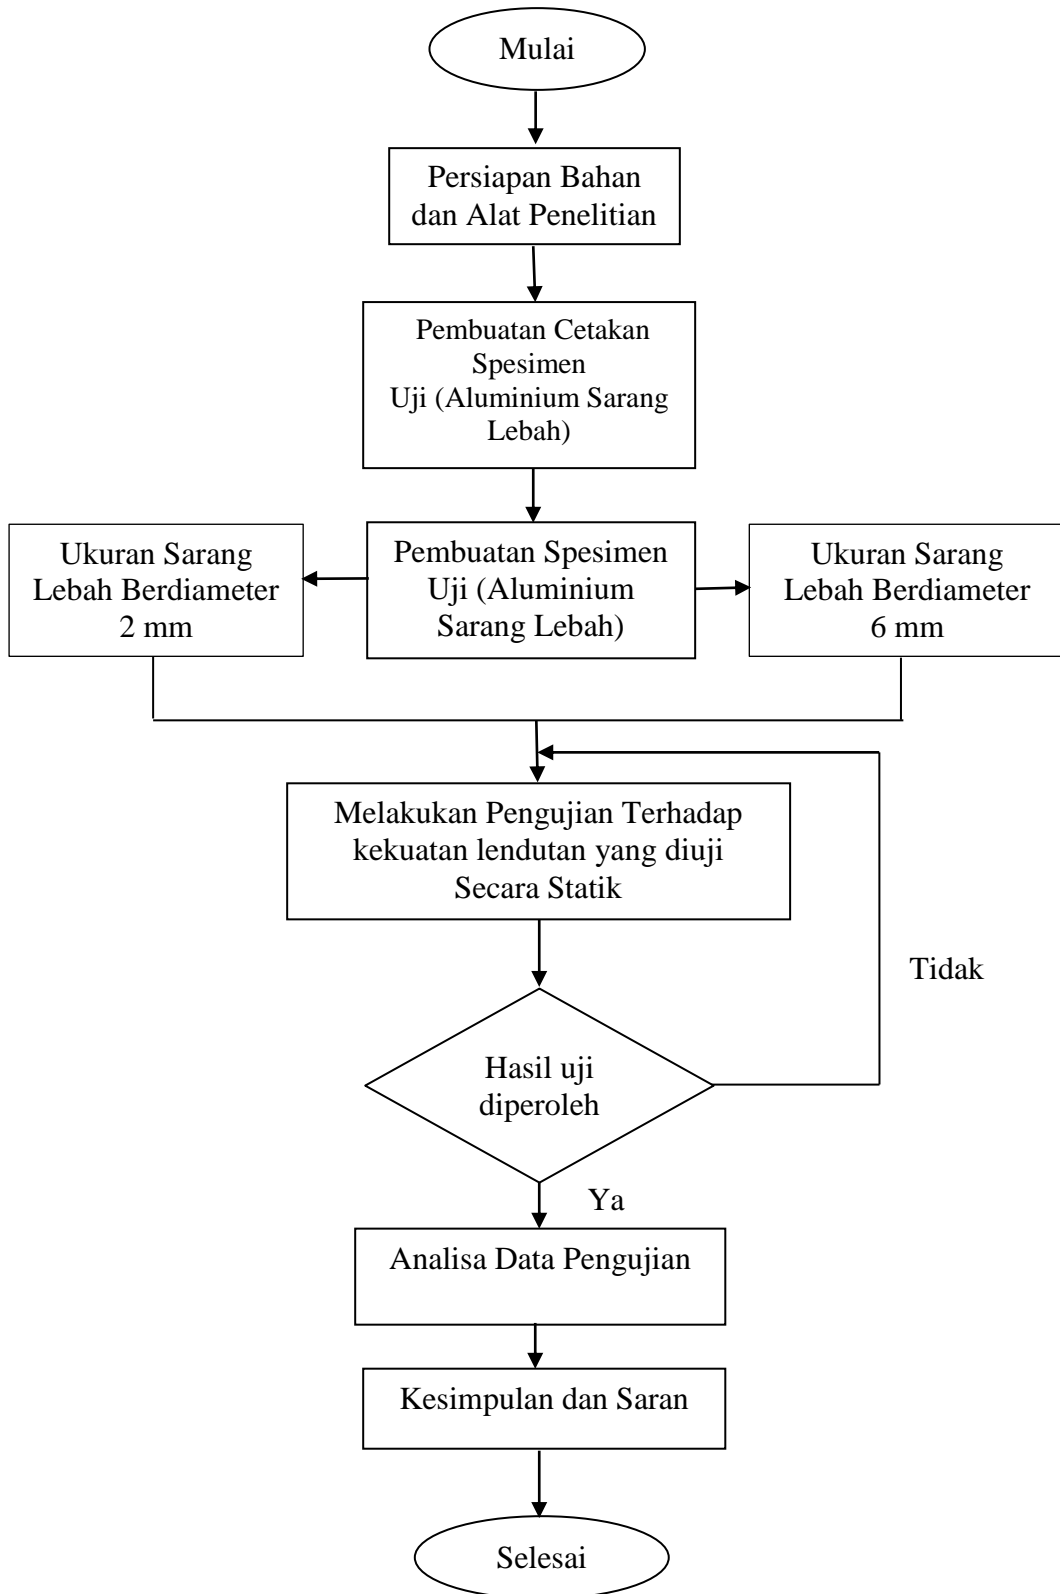 Mulai
Persiapan Bahan
dan Alat Penelitian
Pembuatan Cetakan
Spesimen
Uji (Aluminium Sarang
Lebah)
Ukuran Sarang
Lebah Berdiameter
2 mm
Pembuatan Spesimen
Uji (Aluminium
Sarang Lebah)
Ukuran Sarang
Lebah Berdiameter
6 mm
Melakukan Pengujian Terhadap
kekuatan lendutan yang diuji
Secara Statik
Tidak
Hasil uji
diperoleh
Ya
Analisa Data Pengujian
Kesimpulan dan Saran
Selesai